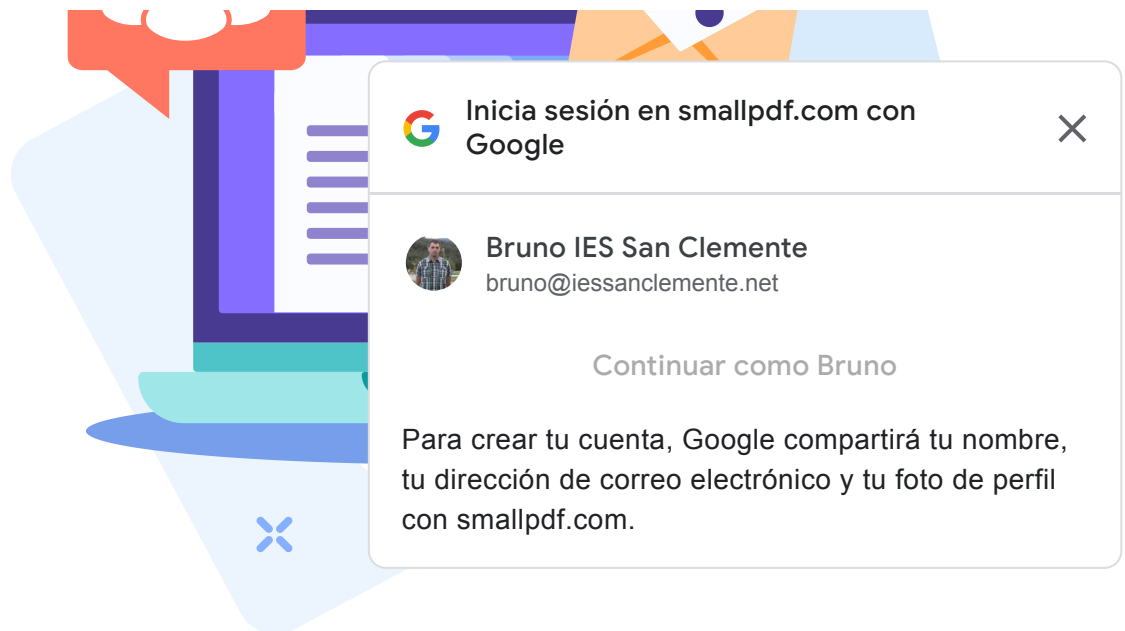 Inicia sesión en smallpdf.com con
Google
Bruno IES San Clemente
bruno@iessanclemente.net
Continuar como Bruno
Para crear tu cuenta, Google compartirá tu nombre,
tu dirección de correo electrónico y tu foto de perfil
con smallpdf.com.